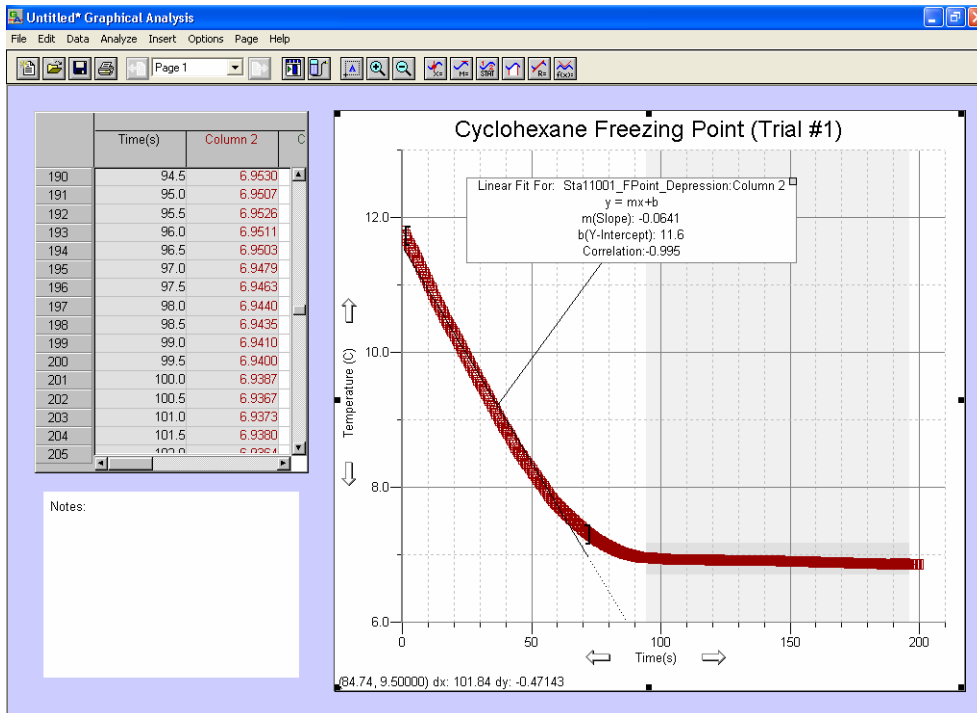 Untitled* Graphical Analysis
File Edit Data Analyze Insert Options Page Help
Page 1
Time(s) Column 2 C
190 94.5 6.9530
191 95.0 6.9507
192 95.5 6.9526
193 96.0 6.9511
194 96.5 6.9503
195 97.0 6.9479
196 97.5 6.9463
197 98.0 6.9440
198 98.5 6.9435
199 99.0 6.9410
200 99.5 6.9400
201 100.0 6.9387
202 100.5 6.9367
203 101.0 6.9373
204 101.5 6.9380
205 102.0 6.9364
Notes:
Cyclohexane Freezing Point (Trial #1)
Linear Fit For: Sta11001_FPoint_Depression:Column 2
y = mx+b
m(Slope): -0.0641
b(Y-Intercept): 11.6
Correlation:-0.995
12.0
10.0
8.0
6.0
Temperature (C)
0 50 100 150 200
Time(s)
(84.74, 9.50000) dx: 101.84 dy: -0.47143